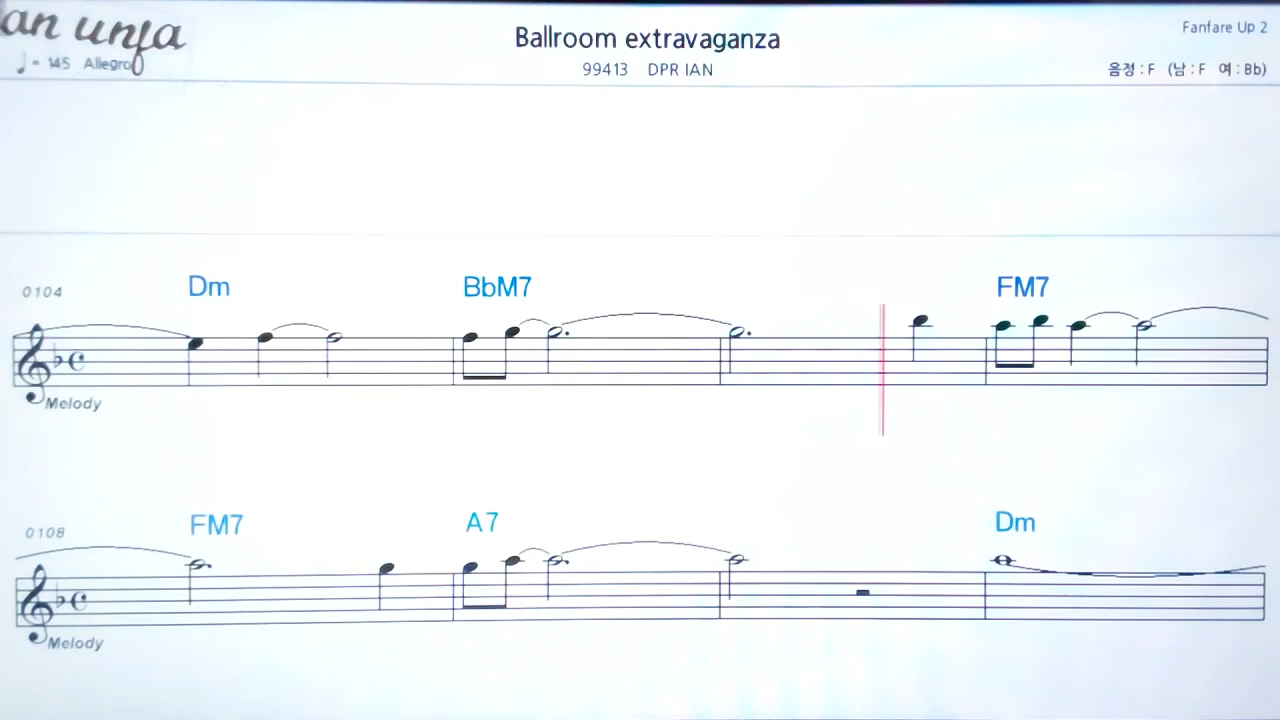 an unfa
Ballroom extravaganza
Fanfare Up 2
♩= 145 Allegro
99413 DPR IAN
음정 : F (남 : F 여 : Bb)
0104
Dm
BbM7
FM7
Melody
0108
FM7
A7
Dm
Melody